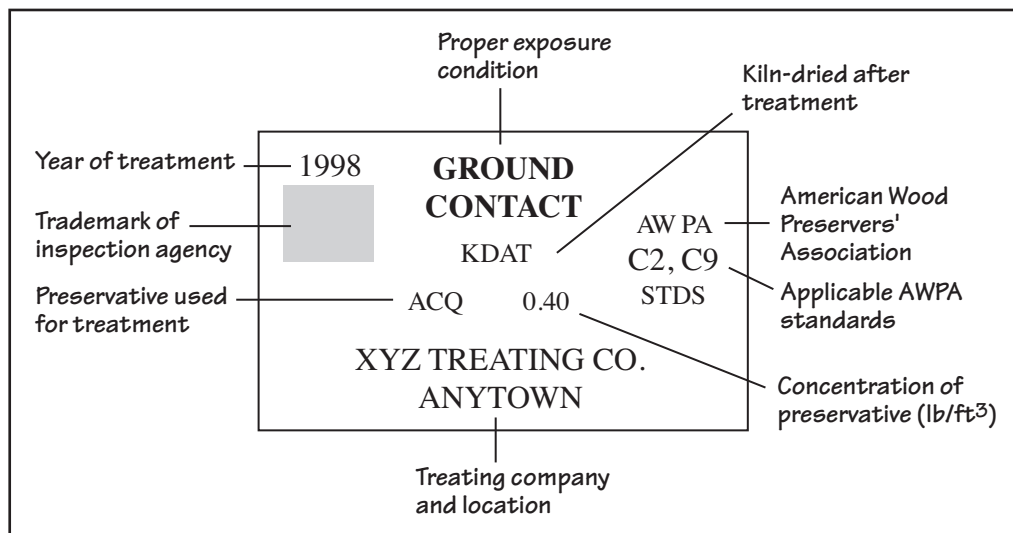 Proper exposure
condition
Kiln-dried after
treatment
Year of treatment
1998
GROUND
CONTACT
Trademark of
inspection agency
KDAT
AW PA
C2, C9
STDS
American Wood
Preservers'
Association
Preservative used
for treatment
ACQ 0.40
Applicable AWPA
standards
XYZ TREATING CO.
ANYTOWN
Concentration of
preservative (lb/ft³)
Treating company
and location